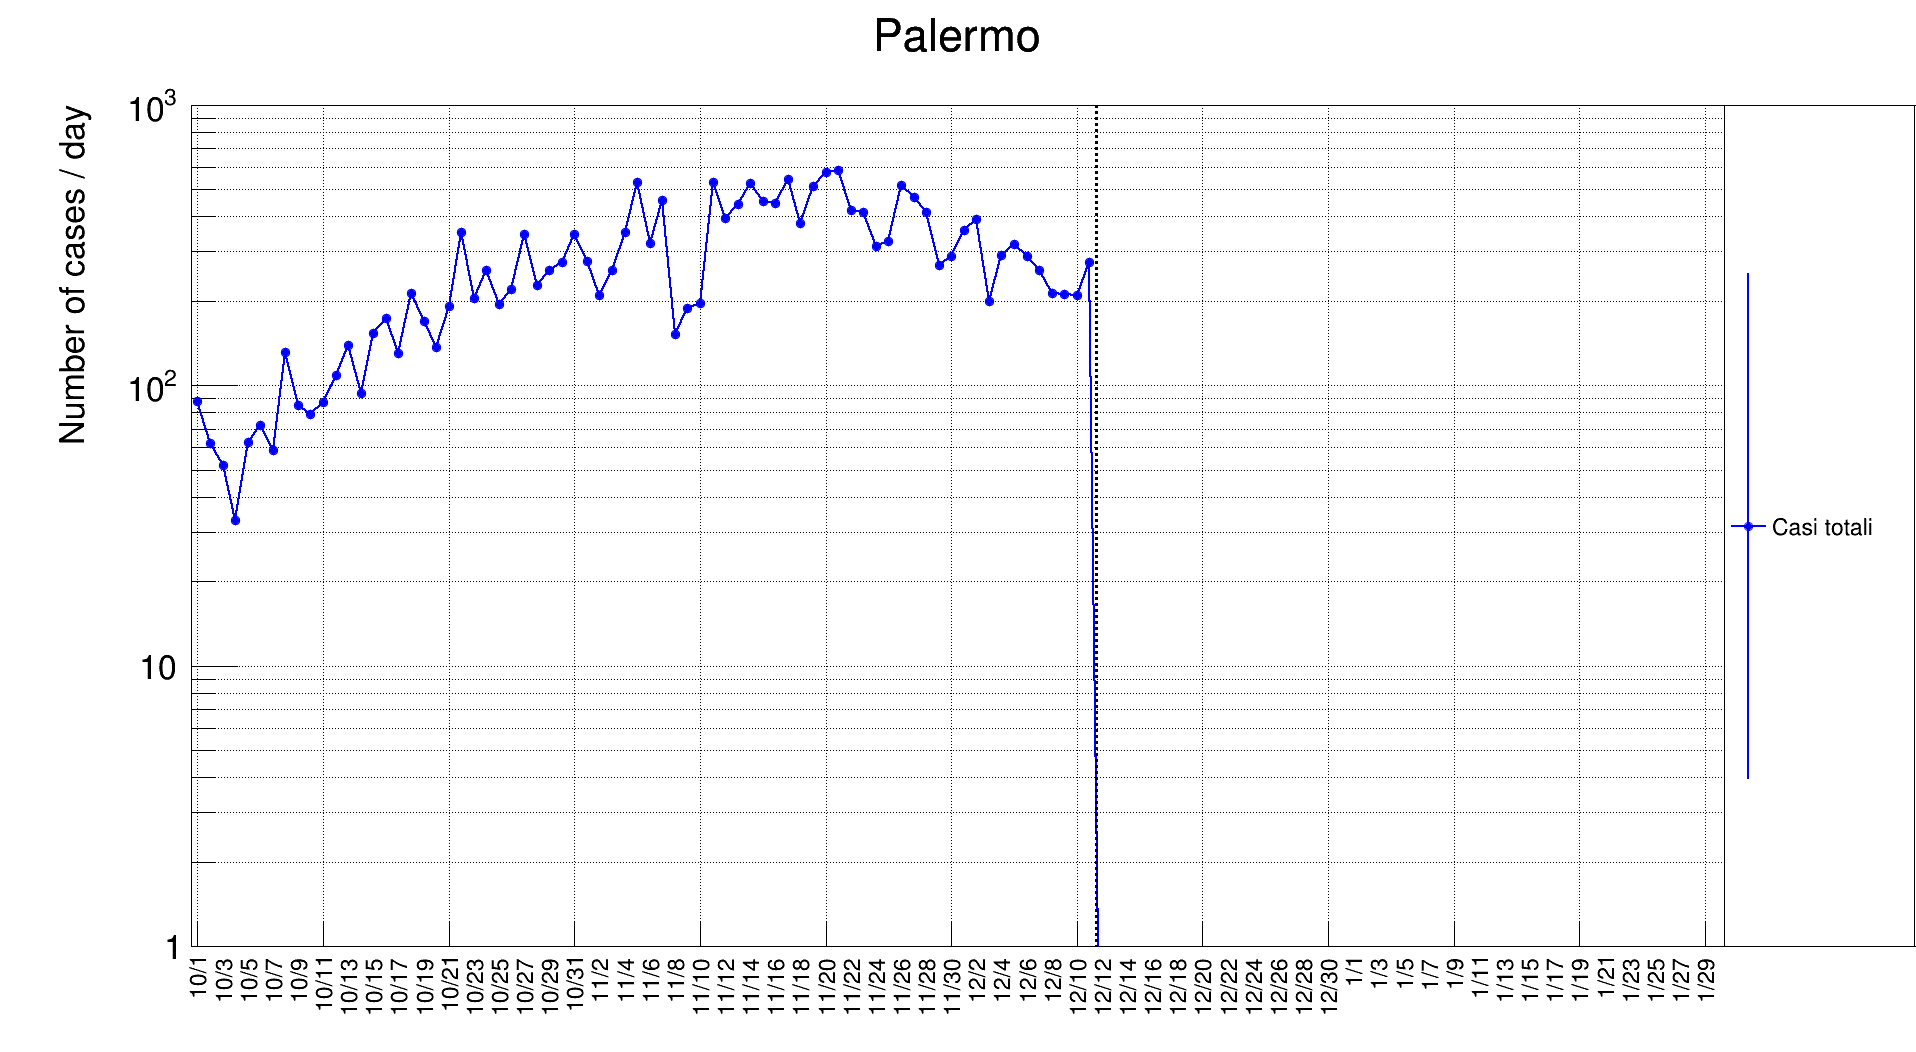 Palermo
Number of cases / day
10³
10²
10
1
10/1 10/3 10/5 10/7 10/9 10/11 10/13 10/15 10/17 10/19 10/21 10/23 10/25 10/27 10/29 10/31 11/2 11/4 11/6 11/8 11/10 11/12 11/14 11/16 11/18 11/20 11/22 11/24 11/26 11/28 11/30 12/2 12/4 12/6 12/8 12/10 12/12 12/14 12/16 12/18 12/20 12/22 12/24 12/26 12/28 12/30 1/1 1/3 1/5 1/7 1/9 1/11 1/13 1/15 1/17 1/19 1/21 1/23 1/25 1/27 1/29
Casi totali